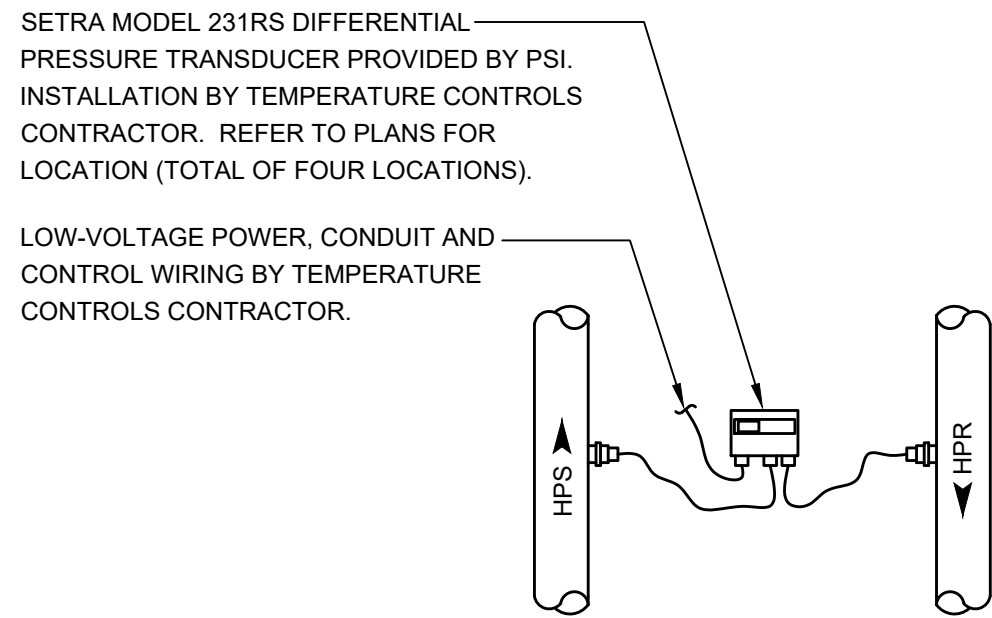 SETRA MODEL 231RS DIFFERENTIAL
PRESSURE TRANSDUCER PROVIDED BY PSI.
INSTALLATION BY TEMPERATURE CONTROLS
CONTRACTOR.  REFER TO PLANS FOR
LOCATION (TOTAL OF FOUR LOCATIONS).
LOW-VOLTAGE POWER, CONDUIT AND
CONTROL WIRING BY TEMPERATURE
CONTROLS CONTRACTOR.
HPS
HPR